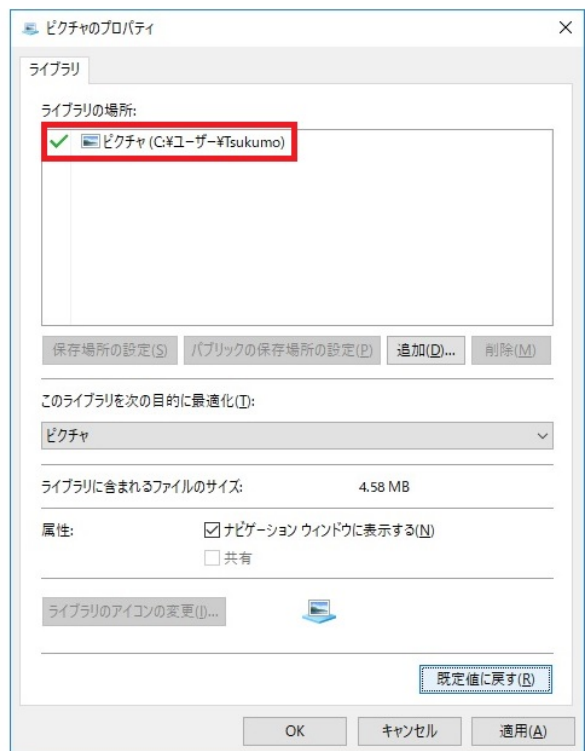 ピクチャのプロパティ
ライブラリ
ライブラリの場所:
ピクチャ (C:¥ユーザー¥Tsukumo)
保存場所の設定(S) パブリックの保存場所の設定(P) 追加(D)... 削除(M)
このライブラリを次の目的に最適化(T):
ピクチャ
ライブラリに含まれるファイルのサイズ: 4.58 MB
属性: ナビゲーション ウィンドウに表示する(N)
共有
ライブラリのアイコンの変更(I)...
既定値に戻す(R)
OK キャンセル 適用(A)